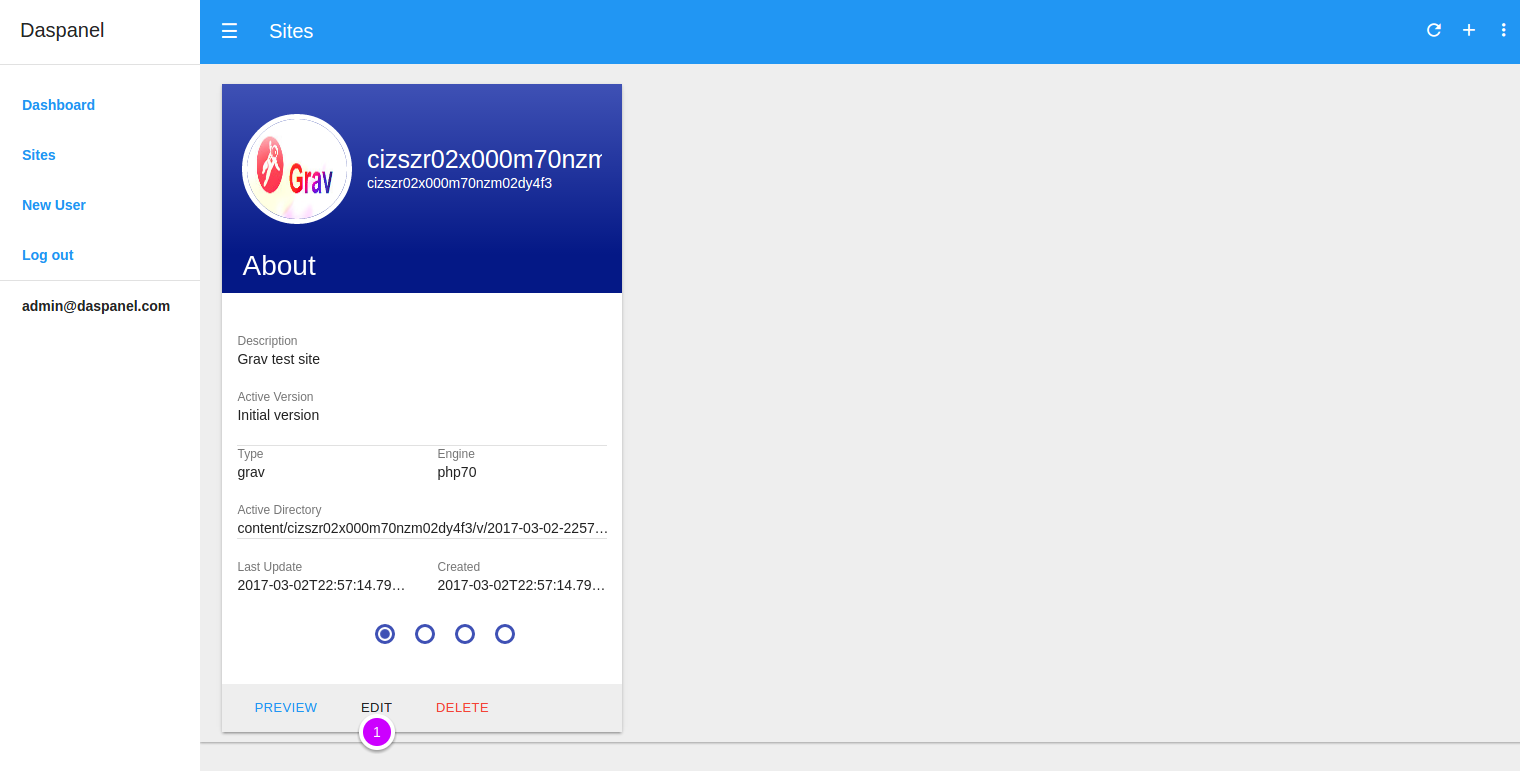 Daspanel
Sites
Dashboard
Sites
New User
Log out
admin@daspanel.com
Grav
cizszr02x000m70nzm
cizszr02x000m70nzm02dy4f3
About
Description
Grav test site
Active Version
Initial version
Type Engine
grav php70
Active Directory
content/cizszr02x000m70nzm02dy4f3/v/2017-03-02-2257…
Last Update Created
2017-03-02T22:57:14.79… 2017-03-02T22:57:14.79…
PREVIEW EDIT DELETE
1